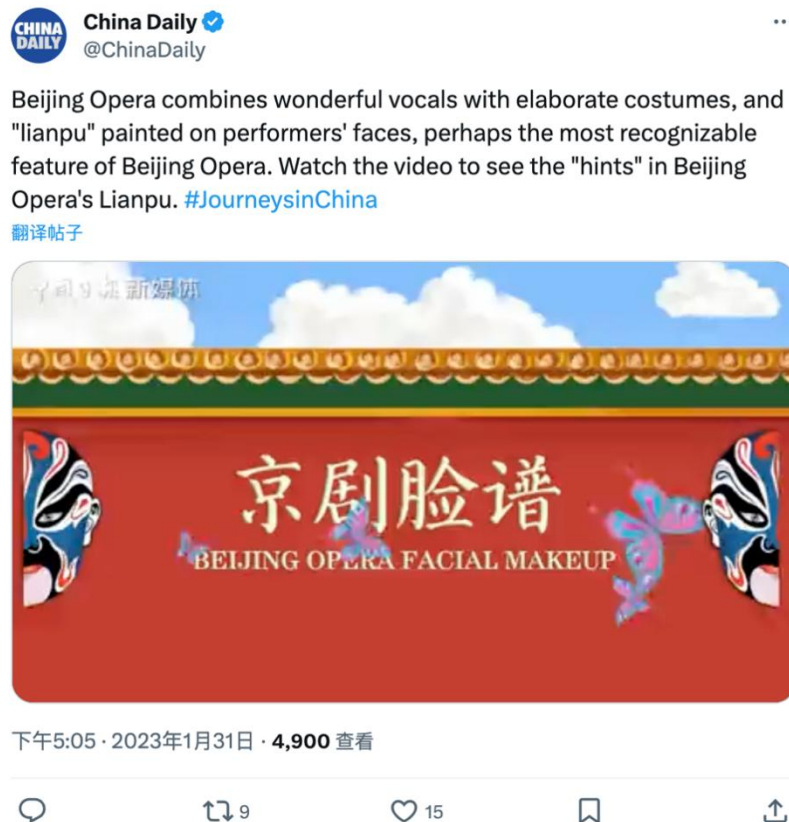 CHINA
DAILY
China Daily
@ChinaDaily
Beijing Opera combines wonderful vocals with elaborate costumes, and
"lianpu" painted on performers' faces, perhaps the most recognizable
feature of Beijing Opera. Watch the video to see the "hints" in Beijing
Opera's Lianpu. #JourneysinChina
翻译帖子
新媒体
京剧脸谱
BEIJING OPERA FACIAL MAKEUP
下午5:05 · 2023年1月31日 · 4,900 查看
9 15